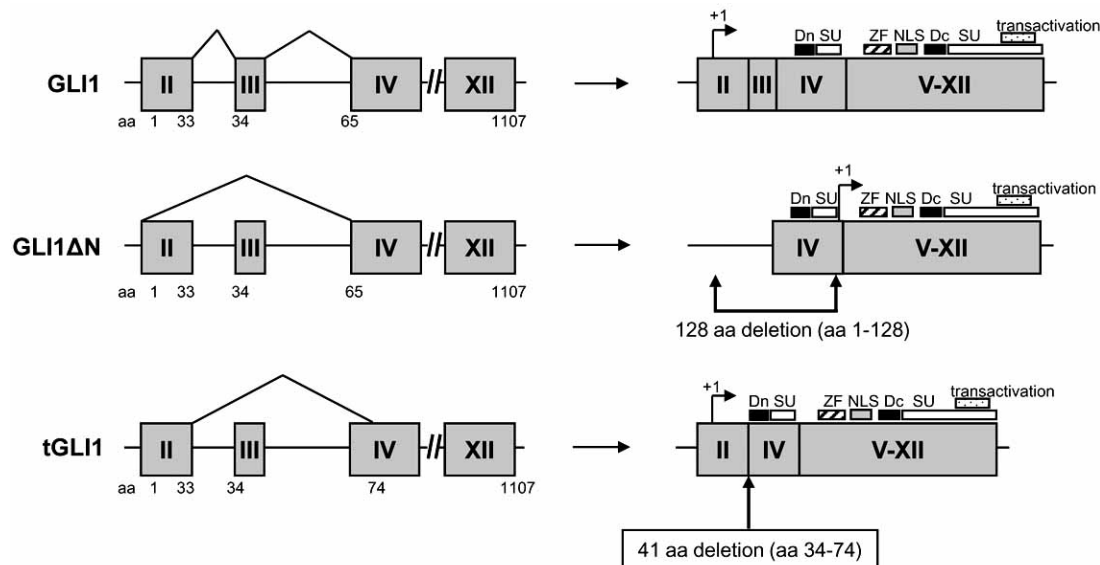 +1
transactivation
Dn SU ZF NLS Dc SU
GLI1 II III IV // XII II III IV V-XII
aa 1 33 34 65 1107
+1
transactivation
Dn SU ZF NLS Dc SU
GLI1ΔN II III IV // XII IV V-XII
aa 1 33 34 65 1107
128 aa deletion (aa 1-128)
+1
transactivation
Dn SU ZF NLS Dc SU
tGLI1 II III IV // XII II IV V-XII
aa 1 33 34 74 1107
41 aa deletion (aa 34-74)